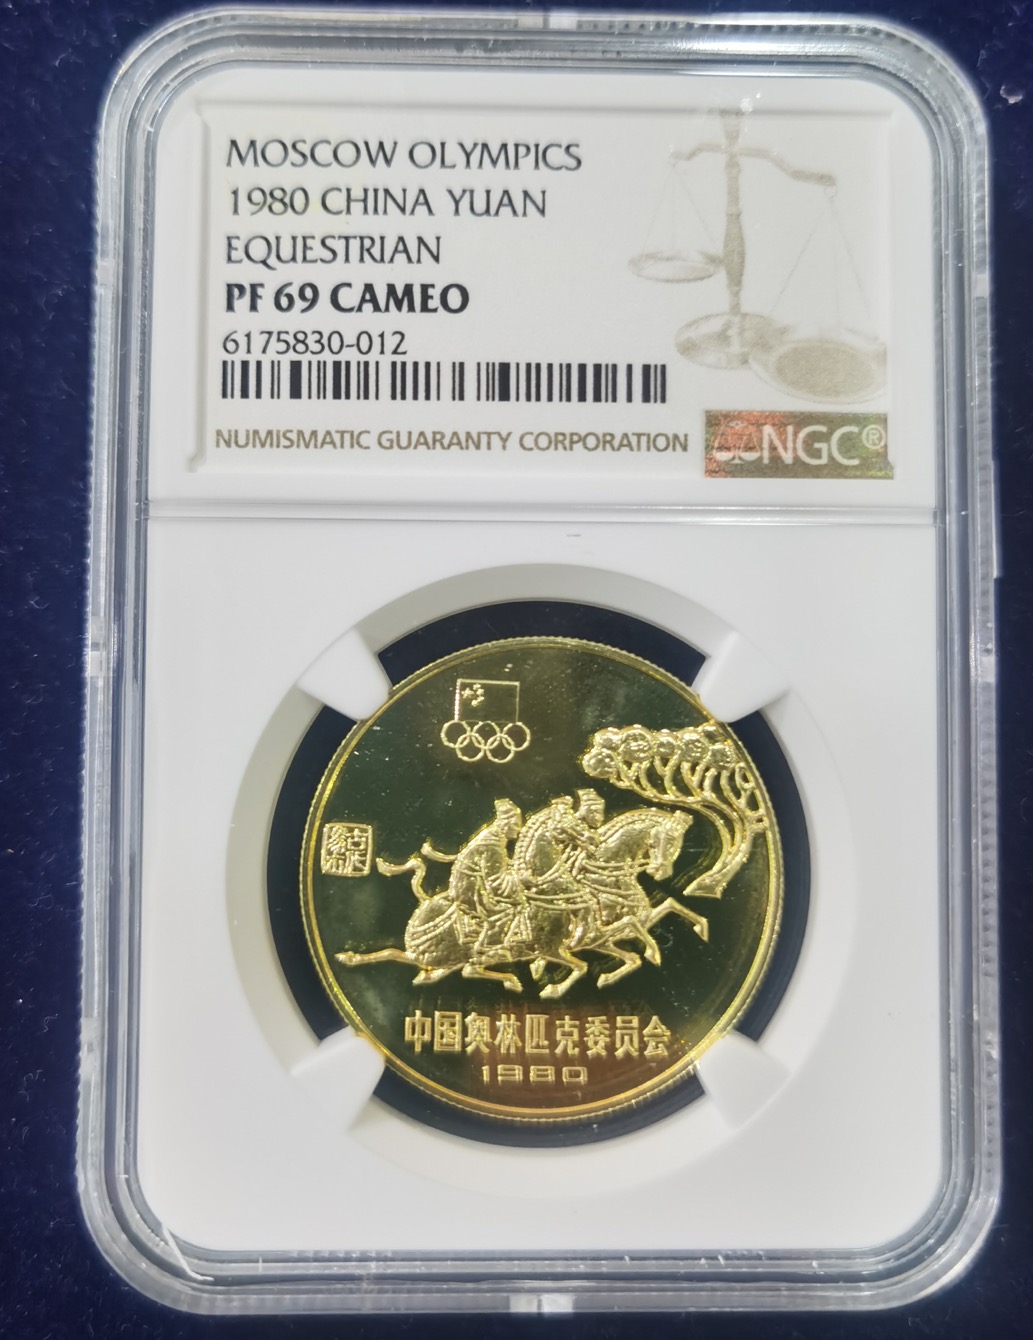 MOSCOW OLYMPICS
1980 CHINA YUAN
EQUESTRIAN
PF 69 CAMEO
6175830-012
NUMISMATIC GUARANTY CORPORATION
NGC®
中国奥林匹克委员会
1980